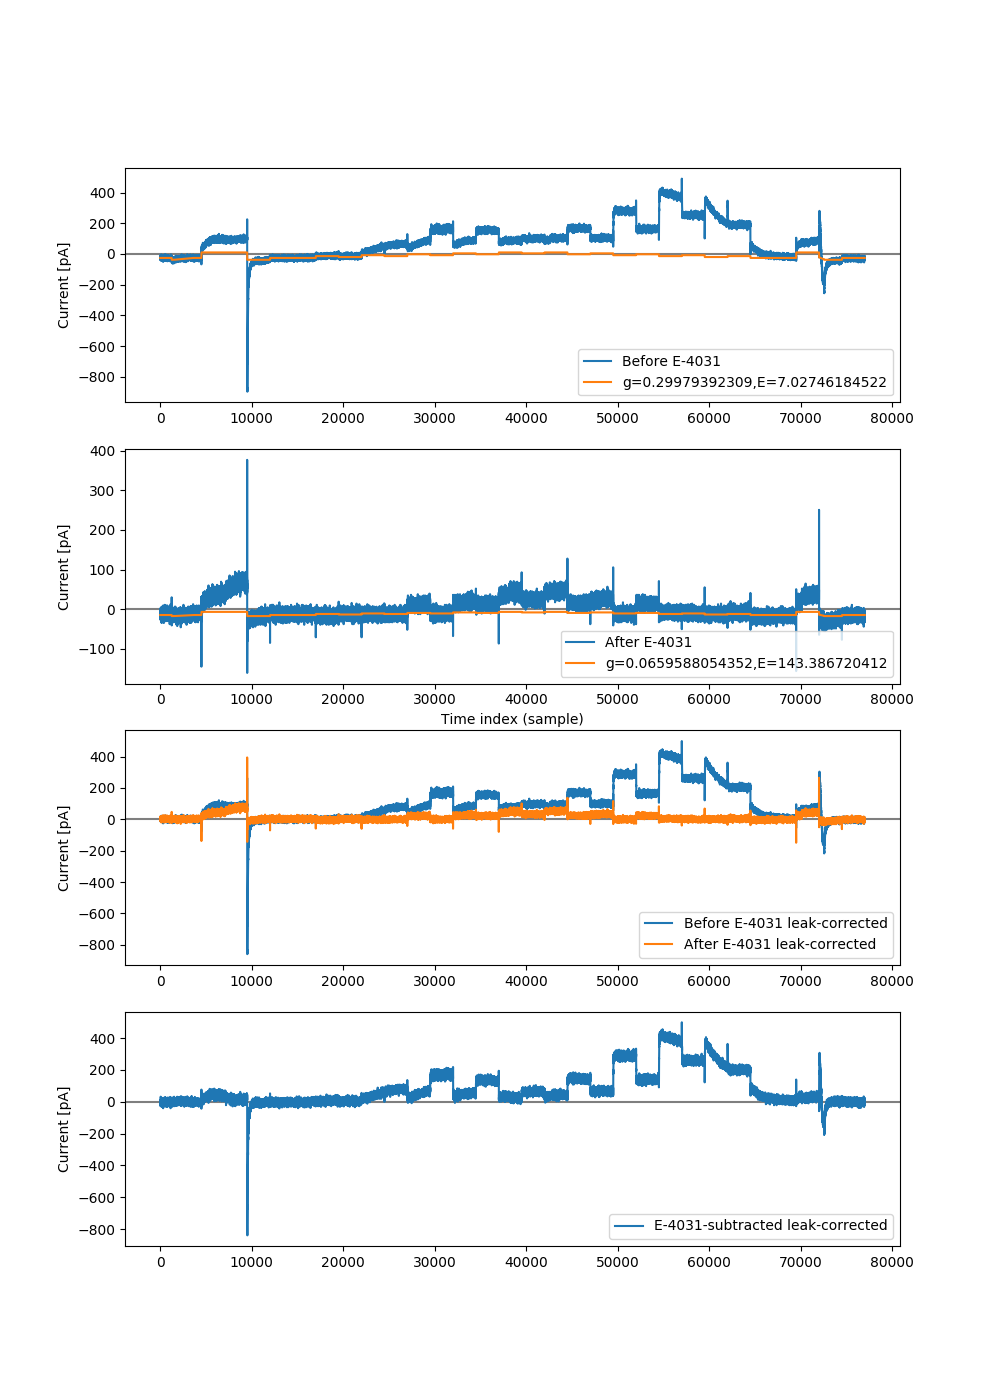 400
200
0
−200
−400
−600
−800
Current [pA]
Before E-4031
g=0.29979392309,E=7.02746184522
0 10000 20000 30000 40000 50000 60000 70000 80000
400
300
200
100
0
−100
Current [pA]
After E-4031
g=0.0659588054352,E=143.386720412
0 10000 20000 30000 40000 50000 60000 70000 80000
Time index (sample)
400
200
0
−200
−400
−600
−800
Current [pA]
Before E-4031 leak-corrected
After E-4031 leak-corrected
0 10000 20000 30000 40000 50000 60000 70000 80000
400
200
0
−200
−400
−600
−800
Current [pA]
E-4031-subtracted leak-corrected
0 10000 20000 30000 40000 50000 60000 70000 80000